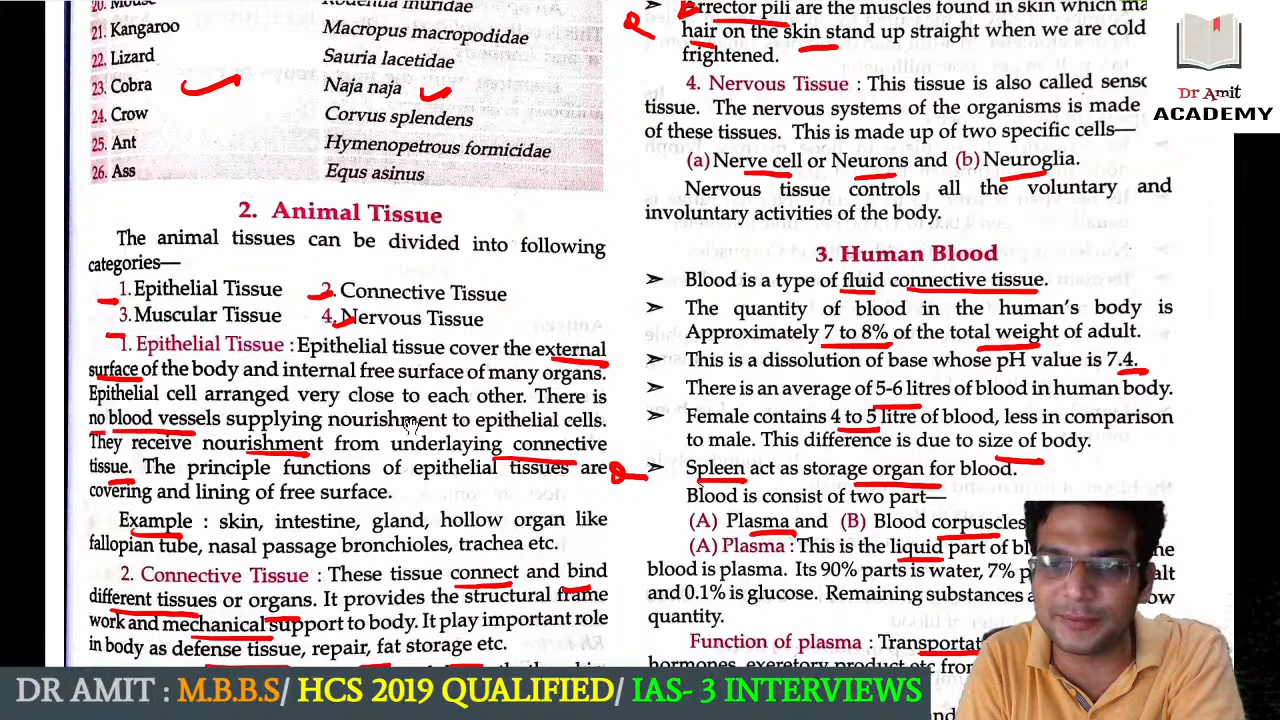 20. Mouse Rodentia muridae
21. Kangaroo Macropus macropodidae
22. Lizard Sauria lacetidae
23. Cobra Naja naja
24. Crow Corvus splendens
25. Ant Hymenopetrous formicidae
26. Ass Equs asinus
2. Animal Tissue
The animal tissues can be divided into following
categories—
1. Epithelial Tissue 2. Connective Tissue
3. Muscular Tissue 4. Nervous Tissue
1. Epithelial Tissue : Epithelial tissue cover the external
surface of the body and internal free surface of many organs.
Epithelial cell arranged very close to each other. There is
no blood vessels supplying nourishment to epithelial cells.
They receive nourishment from underlaying connective
tissue. The principle functions of epithelial tissues are
covering and lining of free surface.
Example : skin, intestine, gland, hollow organ like
fallopian tube, nasal passage bronchioles, trachea etc.
2. Connective Tissue : These tissue connect and bind
different tissues or organs. It provides the structural frame
work and mechanical support to body. It play important role
in body as defense tissue, repair, fat storage etc.
➤ Arrector pili are the muscles found in skin which
hair on the skin stand up straight when we are cold
frightened.
4. Nervous Tissue : This tissue is also called
tissue. The nervous systems of the organisms is made
of these tissues. This is made up of two specific cells—
(a) Nerve cell or Neurons and (b) Neuroglia.
Nervous tissue controls all the voluntary and
involuntary activities of the body.
3. Human Blood
➤ Blood is a type of fluid connective tissue.
➤ The quantity of blood in the human's body is
Approximately 7 to 8% of the total weight of adult.
➤ This is a dissolution of base whose pH value is 7.4.
➤ There is an average of 5-6 litres of blood in human body.
➤ Female contains 4 to 5 litre of blood, less in comparison
to male. This difference is due to size of body.
➤ Spleen act as storage organ for blood.
Blood is consist of two part—
(A) Plasma and (B) Blood corpuscles
(A) Plasma : This is the liquid part of
blood is plasma. Its 90% parts is water, 7%
and 0.1% is glucose. Remaining substances
quantity.
Function of plasma :
hormones, exeretory product etc
Dr Amit
ACADEMY
DR AMIT : M.B.B.S/ HCS 2019 QUALIFIED/ IAS- 3 INTERVIEWS